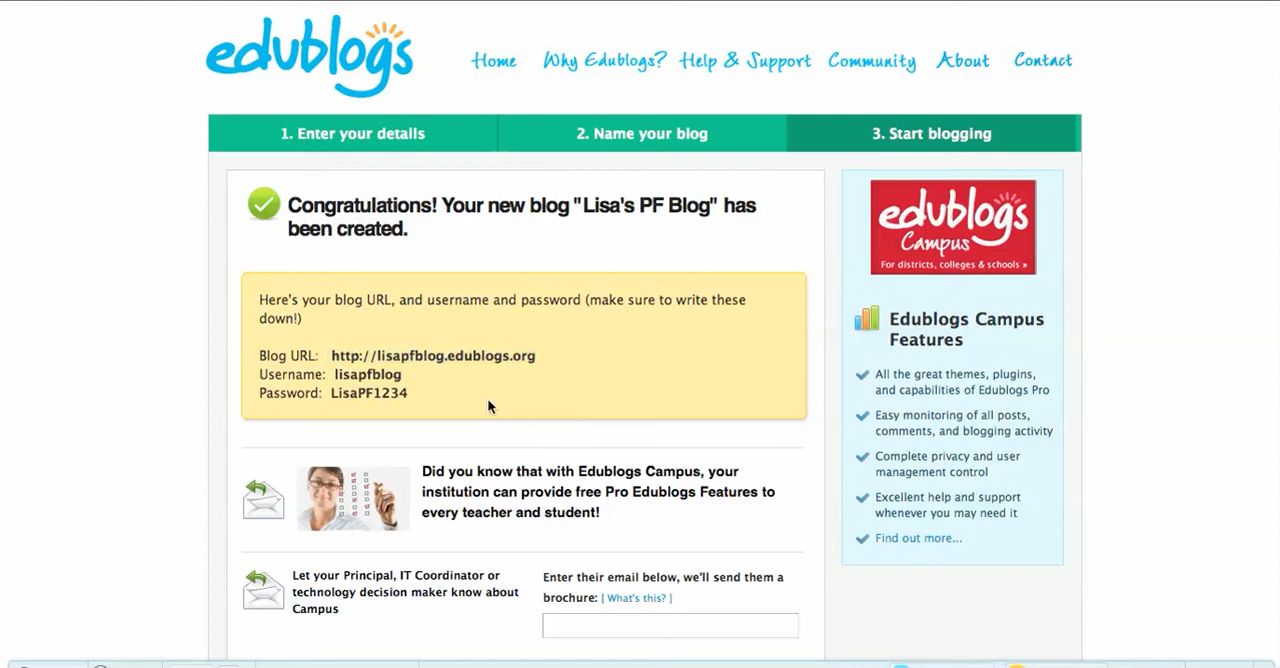 edublogs
Home Why Edublogs? Help & Support Community About Contact
1. Enter your details 2. Name your blog 3. Start blogging
Congratulations! Your new blog "Lisa's PF Blog" has
been created.
Here's your blog URL, and username and password (make sure to write these
down!)
Blog URL: http://lisapfblog.edublogs.org
Username: lisapfblog
Password: LisaPF1234
Did you know that with Edublogs Campus, your
institution can provide free Pro Edublogs Features to
every teacher and student!
Let your Principal, IT Coordinator or
technology decision maker know about
Campus
Enter their email below, we'll send them a
brochure: [ What's this? ]
edublogs
Campus
For districts, colleges & schools »
Edublogs Campus
Features
All the great themes, plugins,
and capabilities of Edublogs Pro
Easy monitoring of all posts,
comments, and blogging activity
Complete privacy and user
management control
Excellent help and support
whenever you may need it
Find out more...